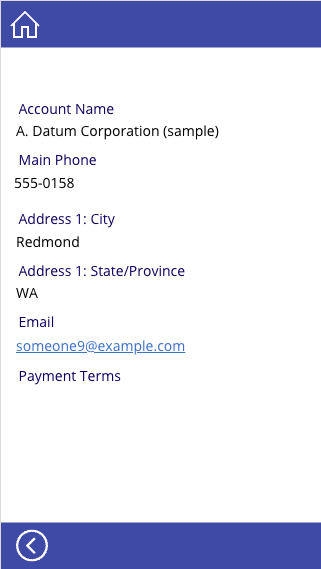 Account Name
A. Datum Corporation (sample)
Main Phone
555-0158
Address 1: City
Redmond
Address 1: State/Province
WA
Email
someone9@example.com
Payment Terms